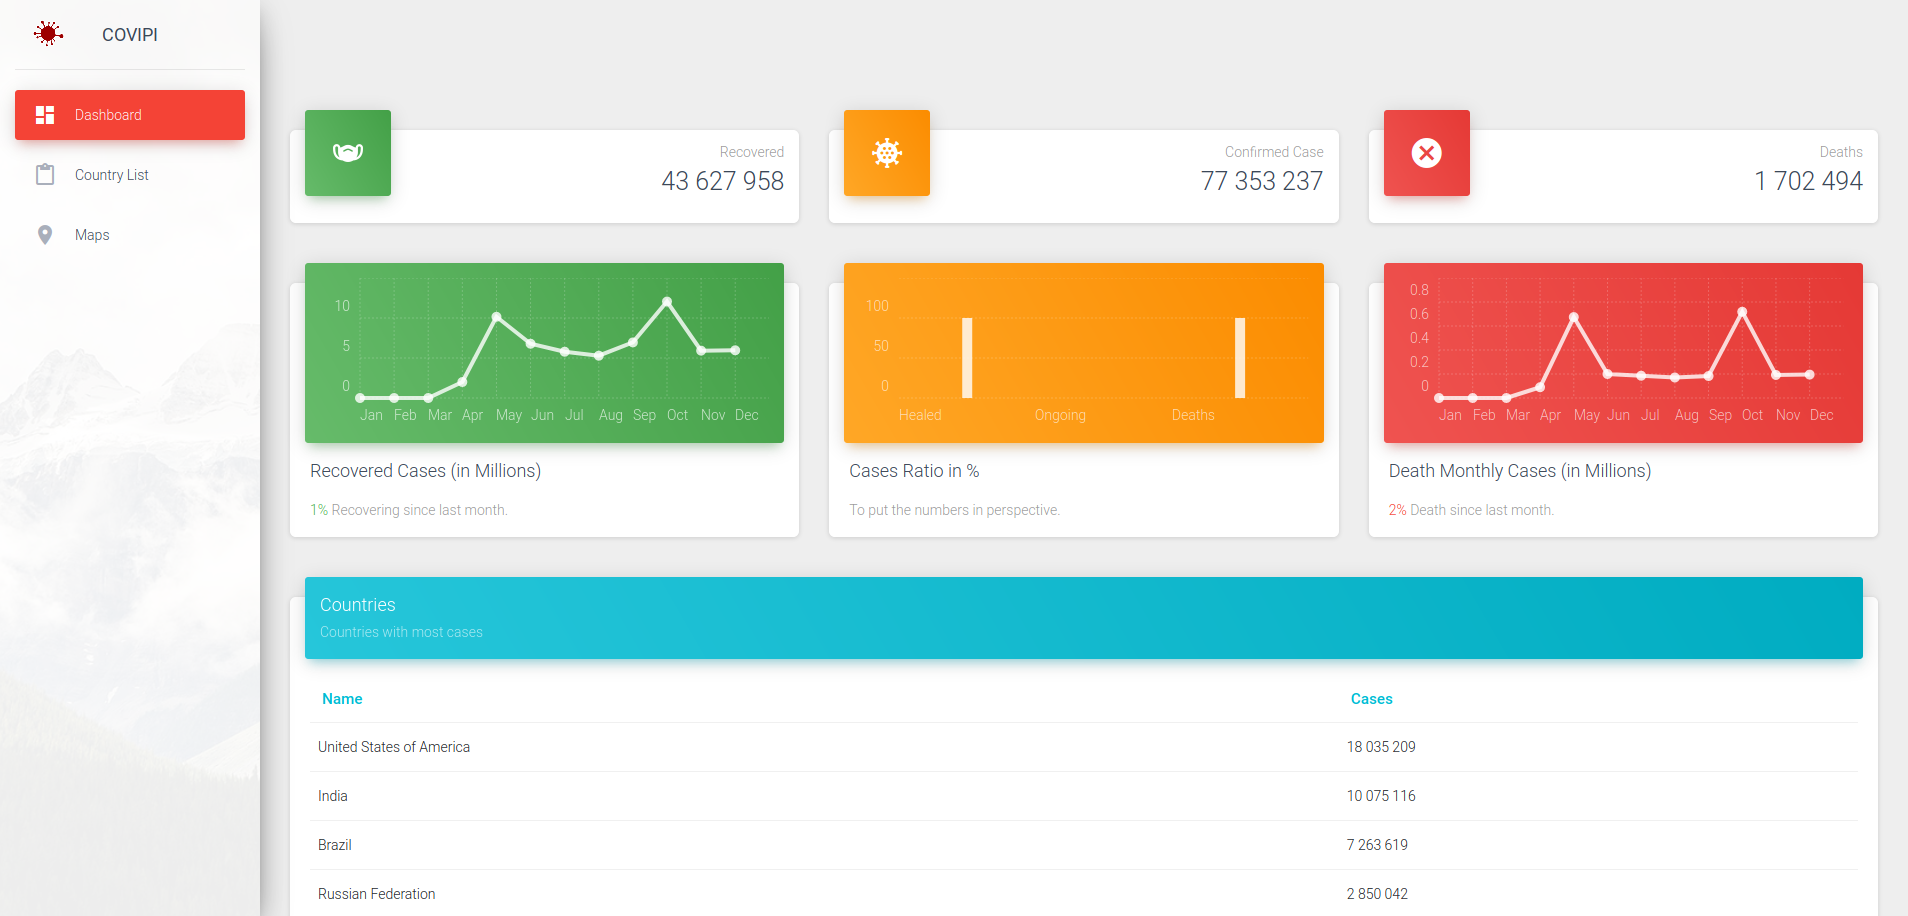 COVIPI
Dashboard
Country List
Maps
Recovered
43 627 958
Confirmed Case
77 353 237
Deaths
1 702 494
10
5
0
Jan Feb Mar Apr May Jun Jul Aug Sep Oct Nov Dec
Recovered Cases (in Millions)
1% Recovering since last month.
100
50
0
Healed Ongoing Deaths
Cases Ratio in %
To put the numbers in perspective.
0.8
0.6
0.4
0.2
0
Jan Feb Mar Apr May Jun Jul Aug Sep Oct Nov Dec
Death Monthly Cases (in Millions)
2% Death since last month.
Countries
Countries with most cases
Name Cases
United States of America 18 035 209
India 10 075 116
Brazil 7 263 619
Russian Federation 2 850 042